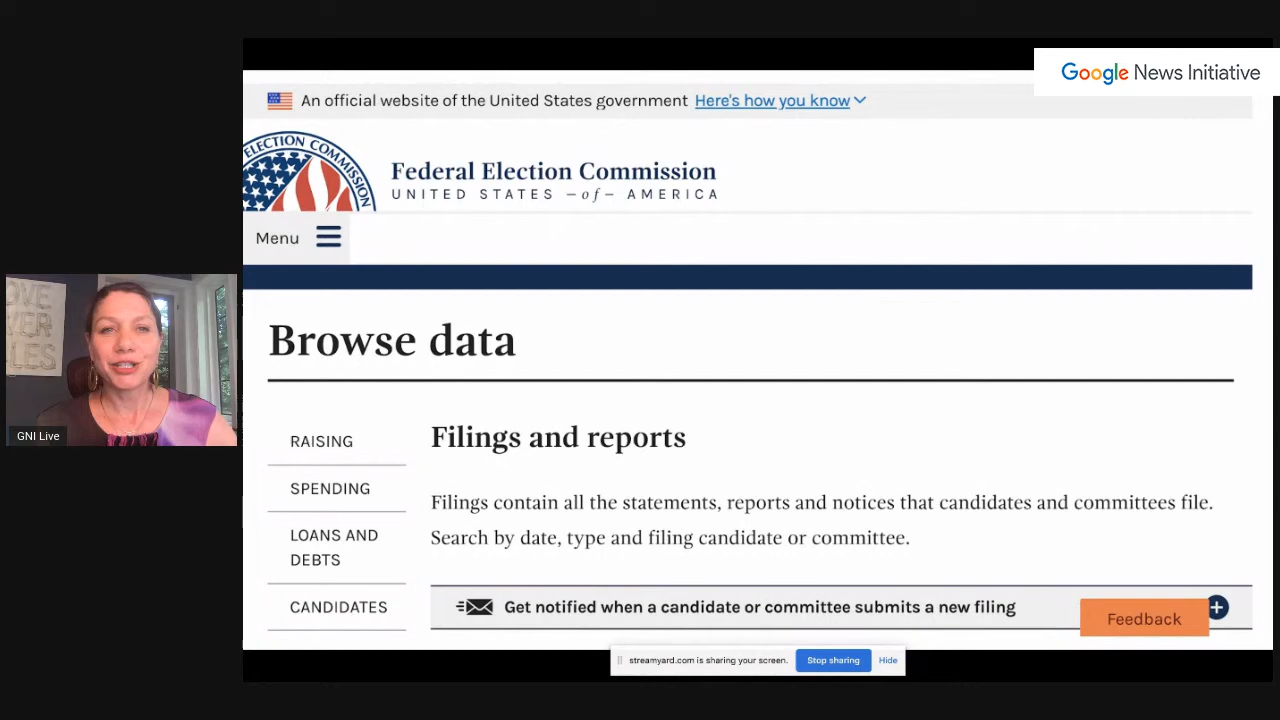 Google News Initiative
An official website of the United States government Here's how you know
ELECTION COMMISSION
Federal Election Commission
UNITED STATES —of— AMERICA
Menu
Browse data
RAISING
SPENDING
LOANS AND
DEBTS
CANDIDATES
Filings and reports
Filings contain all the statements, reports and notices that candidates and committees file.
Search by date, type and filing candidate or committee.
Get notified when a candidate or committee submits a new filing
Feedback
streamyard.com is sharing your screen. Stop sharing Hide
GNI Live